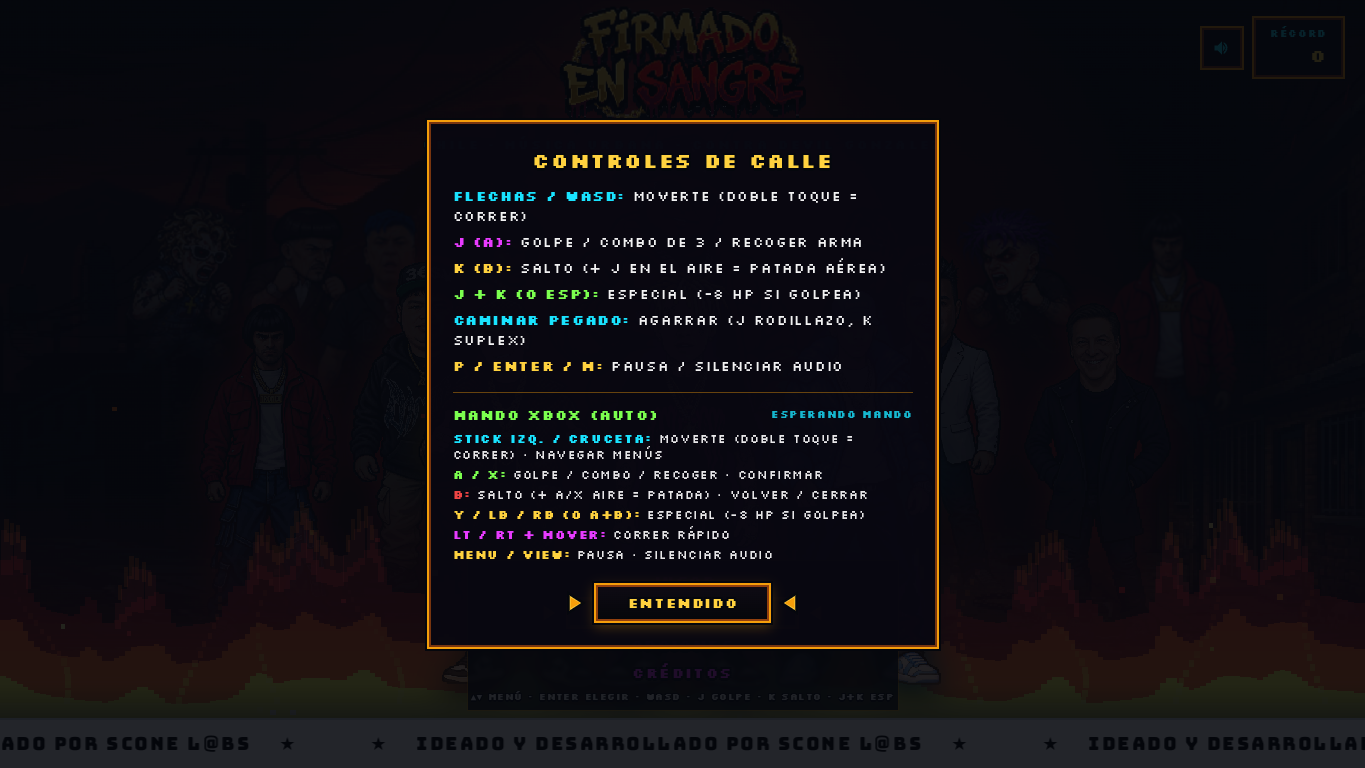 FIRMADO
EN SANGRE
RÉCORD
0
CONTROLES DE CALLE
FLECHAS / WASD: MOVERTE (DOBLE TOQUE =
CORRER)
J (A): GOLPE / COMBO DE 3 / RECOGER ARMA
K (B): SALTO (+ J EN EL AIRE = PATADA AÉREA)
J + K (O ESP): ESPECIAL (-8 HP SI GOLPEA)
CAMINAR PEGADO: AGARRAR (J RODILLAZO, K
SUPLEX)
P / ENTER / M: PAUSA / SILENCIAR AUDIO
MANDO XBOX (AUTO)
ESPERANDO MANDO
STICK IZQ. / CRUCETA: MOVERTE (DOBLE TOQUE =
CORRER) · NAVEGAR MENÚS
A / X: GOLPE / COMBO / RECOGER · CONFIRMAR
B: SALTO (+ A/X AIRE = PATADA) · VOLVER / CERRAR
Y / LB / RB (O A+B): ESPECIAL (-8 HP SI GOLPEA)
LT / RT + MOVER: CORRER RÁPIDO
MENU / VIEW: PAUSA · SILENCIAR AUDIO
ENTENDIDO
CRÉDITOS
▲▼ MENÚ · ENTER ELEGIR · WASD · J GOLPE · K SALTO · J+K ESP
ADO POR SCONE L@BS ★ ★ IDEADO Y DESARROLLADO POR SCONE L@BS ★ ★ IDEADO Y DESARROLLA